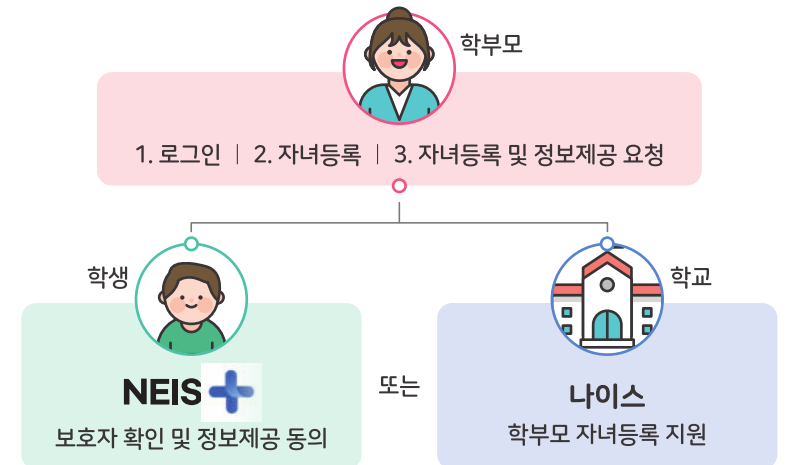 학부모
1. 로그인 | 2. 자녀등록 | 3. 자녀등록 및 정보제공 요청
학생
NEIS+
보호자 확인 및 정보제공 동의
또는
학교
나이스
학부모 자녀등록 지원